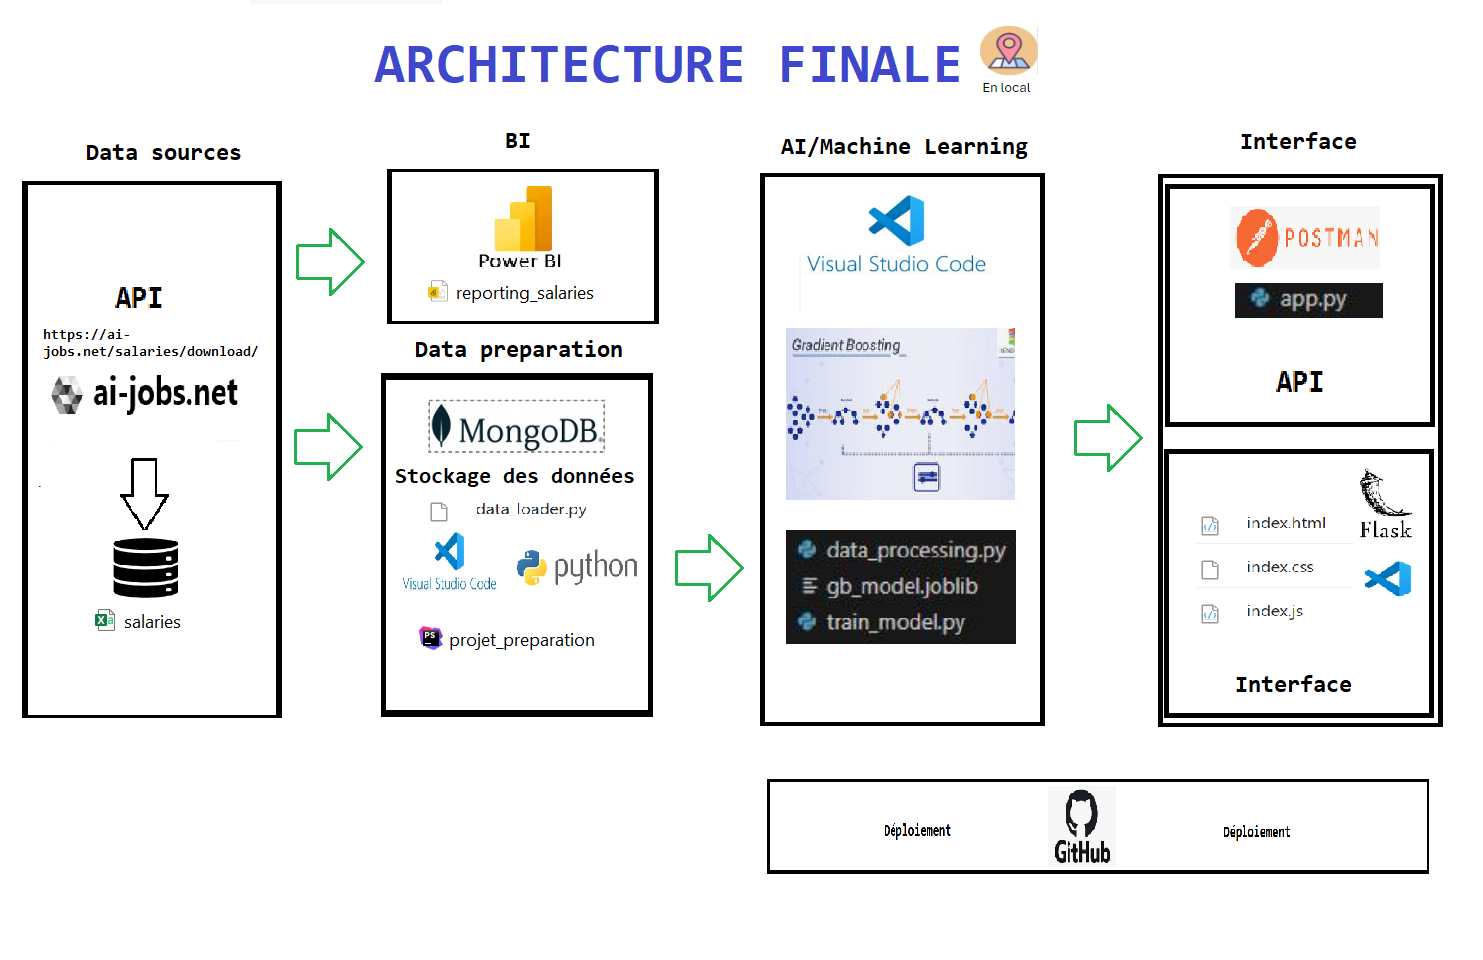 ARCHITECTURE FINALE
En local
Data sources
API
https://ai-
jobs.net/salaries/download/
ai-jobs.net
salaries
BI
Power BI
reporting_salaries
Data preparation
MongoDB
Stockage des données
data_loader.py
Visual Studio Code
python
PS
projet_preparation
AI/Machine Learning
Visual Studio Code
Gradient Boosting
data_processing.py
gb_model.joblib
train_model.py
Interface
POSTMAN
app.py
API
index.html
Flask
index.css
index.js
Interface
Déploiement
GitHub
Déploiement